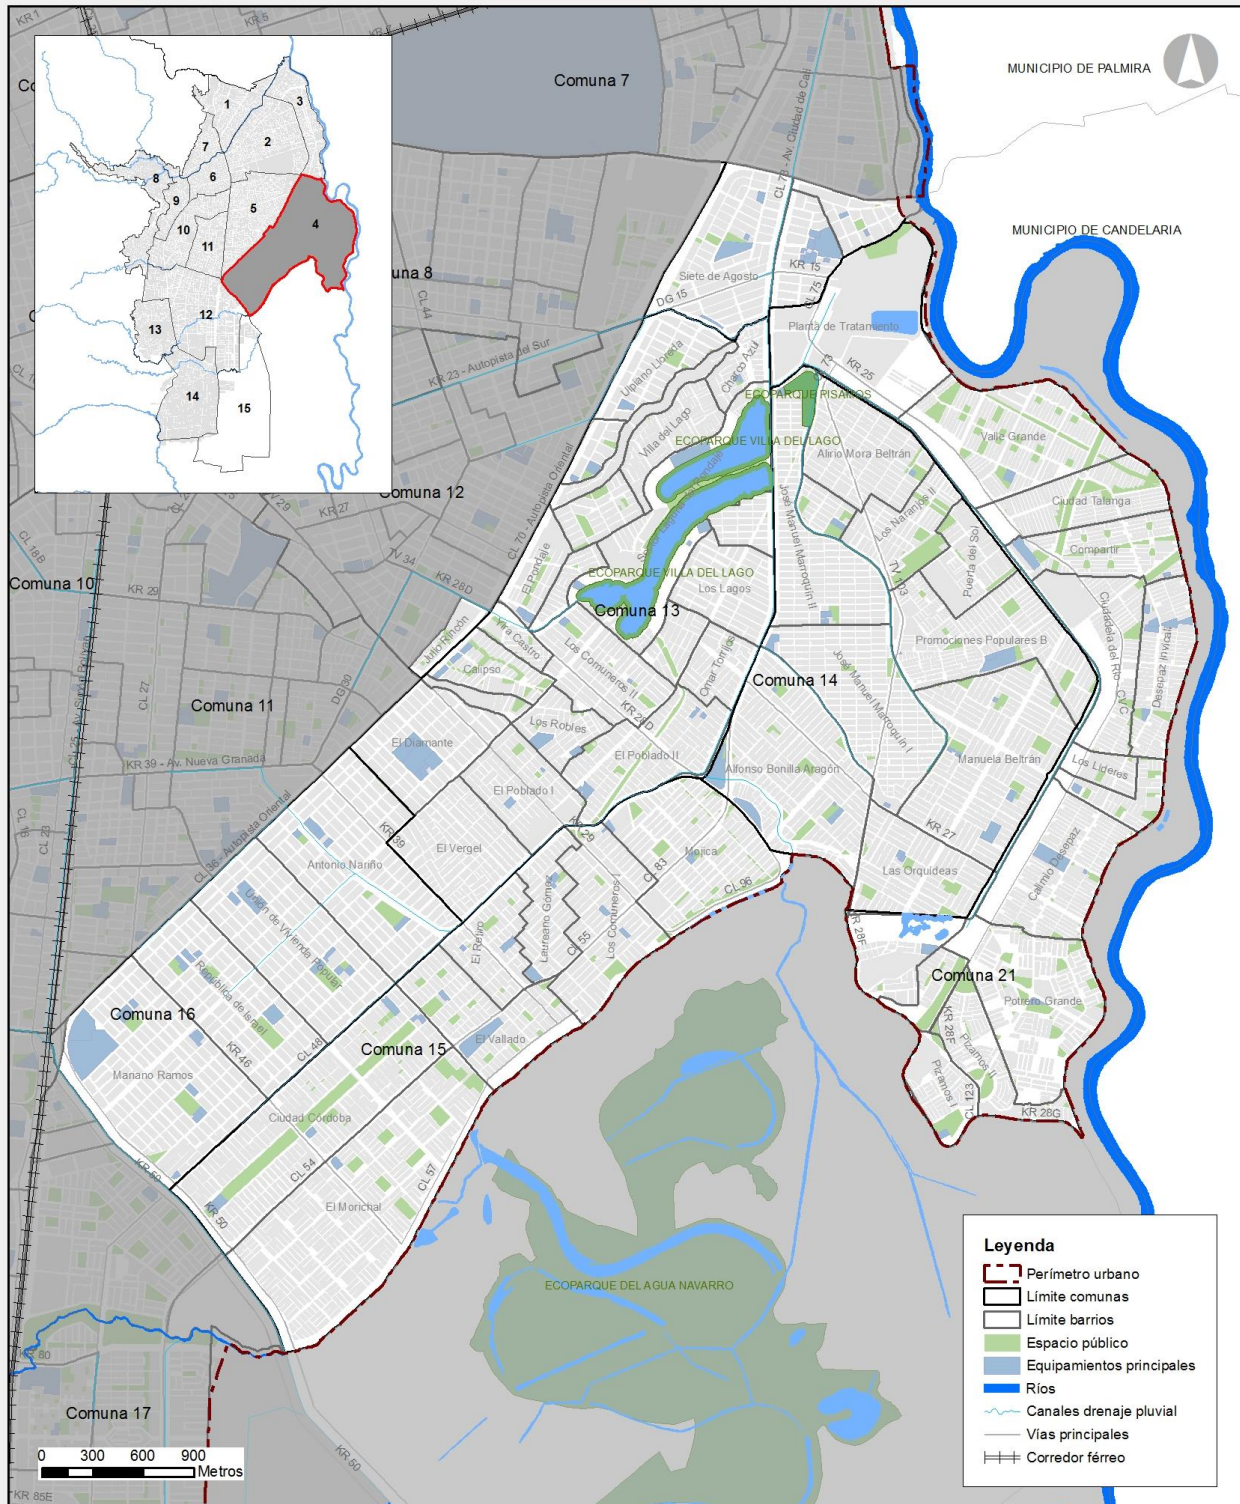 KR 1
KR 5
Comuna 7
MUNICIPIO DE PALMIRA
1
3
2
7
8
6
9
5
4
10
11
12
13
14
15
CL 73 - Av. Ciudad de Cali
MUNICIPIO DE CANDELARIA
Siete de Agosto
KR 15
CL 75
DG 15
CL 44
Planta de Tratamiento
KR 23 - Autopista del Sur
Ulpiano Lloreda
Charco Azul
CL 73
KR 25
ECOPARQUE PISAMOS
Villa del Lago
ECOPARQUE VILLA DEL LAGO
Valle Grande
Alirio Mora Beltrán
Comuna 12
KR 27
CL 70 - Autopista Oriental
José Manuel Marroquín II
Los Naranjos II
Ciudad Talanga
CL 18B
TV 34
Puerta del Sol
Compartir
Comuna 10
KR 29
KR 28D
El Pondaje
ECOPARQUE VILLA DEL LAGO
Los Lagos
TV 103
Comuna 13
Ciudadela del Río - CVC
Desepaz Invicali
Julio Rincón
Yira Castro
Los Comuneros II
Promociones Populares B
Calipso
Omar Torrijos
José Manuel Marroquín I
Comuna 14
CL 27
Comuna 11
KR 28D
Los Robles
El Diamante
El Poblado II
Manuela Beltrán
Los Líderes
KR 39 - Av. Nueva Granada
Alfonso Bonilla Aragón
El Poblado I
CL 16
CL 23
CL 36 - Autopista Oriental
KR 39
KR 29
KR 27
El Vergel
Mojica
Antonio Nariño
CL 83
Las Orquídeas
Calimio Desepaz
CL 96
Unión de Vivienda Popular
El Retiro
Laureano Gómez
Los Comuneros I
CL 55
KR 28F
República de Israel
Comuna 21
Potrero Grande
Comuna 16
Comuna 15
El Vallado
KR 28F
Pizamos II
KR 46
CL 48
Mariano Ramos
Pizamos I
CL 123
KR 28G
Ciudad Córdoba
CL 54
CL 57
KR 50
El Morichal
ECOPARQUE DEL AGUA NAVARRO
KR 80
Comuna 17
KR 50
KR 85E
0 300 600 900
Metros
Leyenda
Perímetro urbano
Límite comunas
Límite barrios
Espacio público
Equipamientos principales
Ríos
Canales drenaje pluvial
Vías principales
Corredor férreo